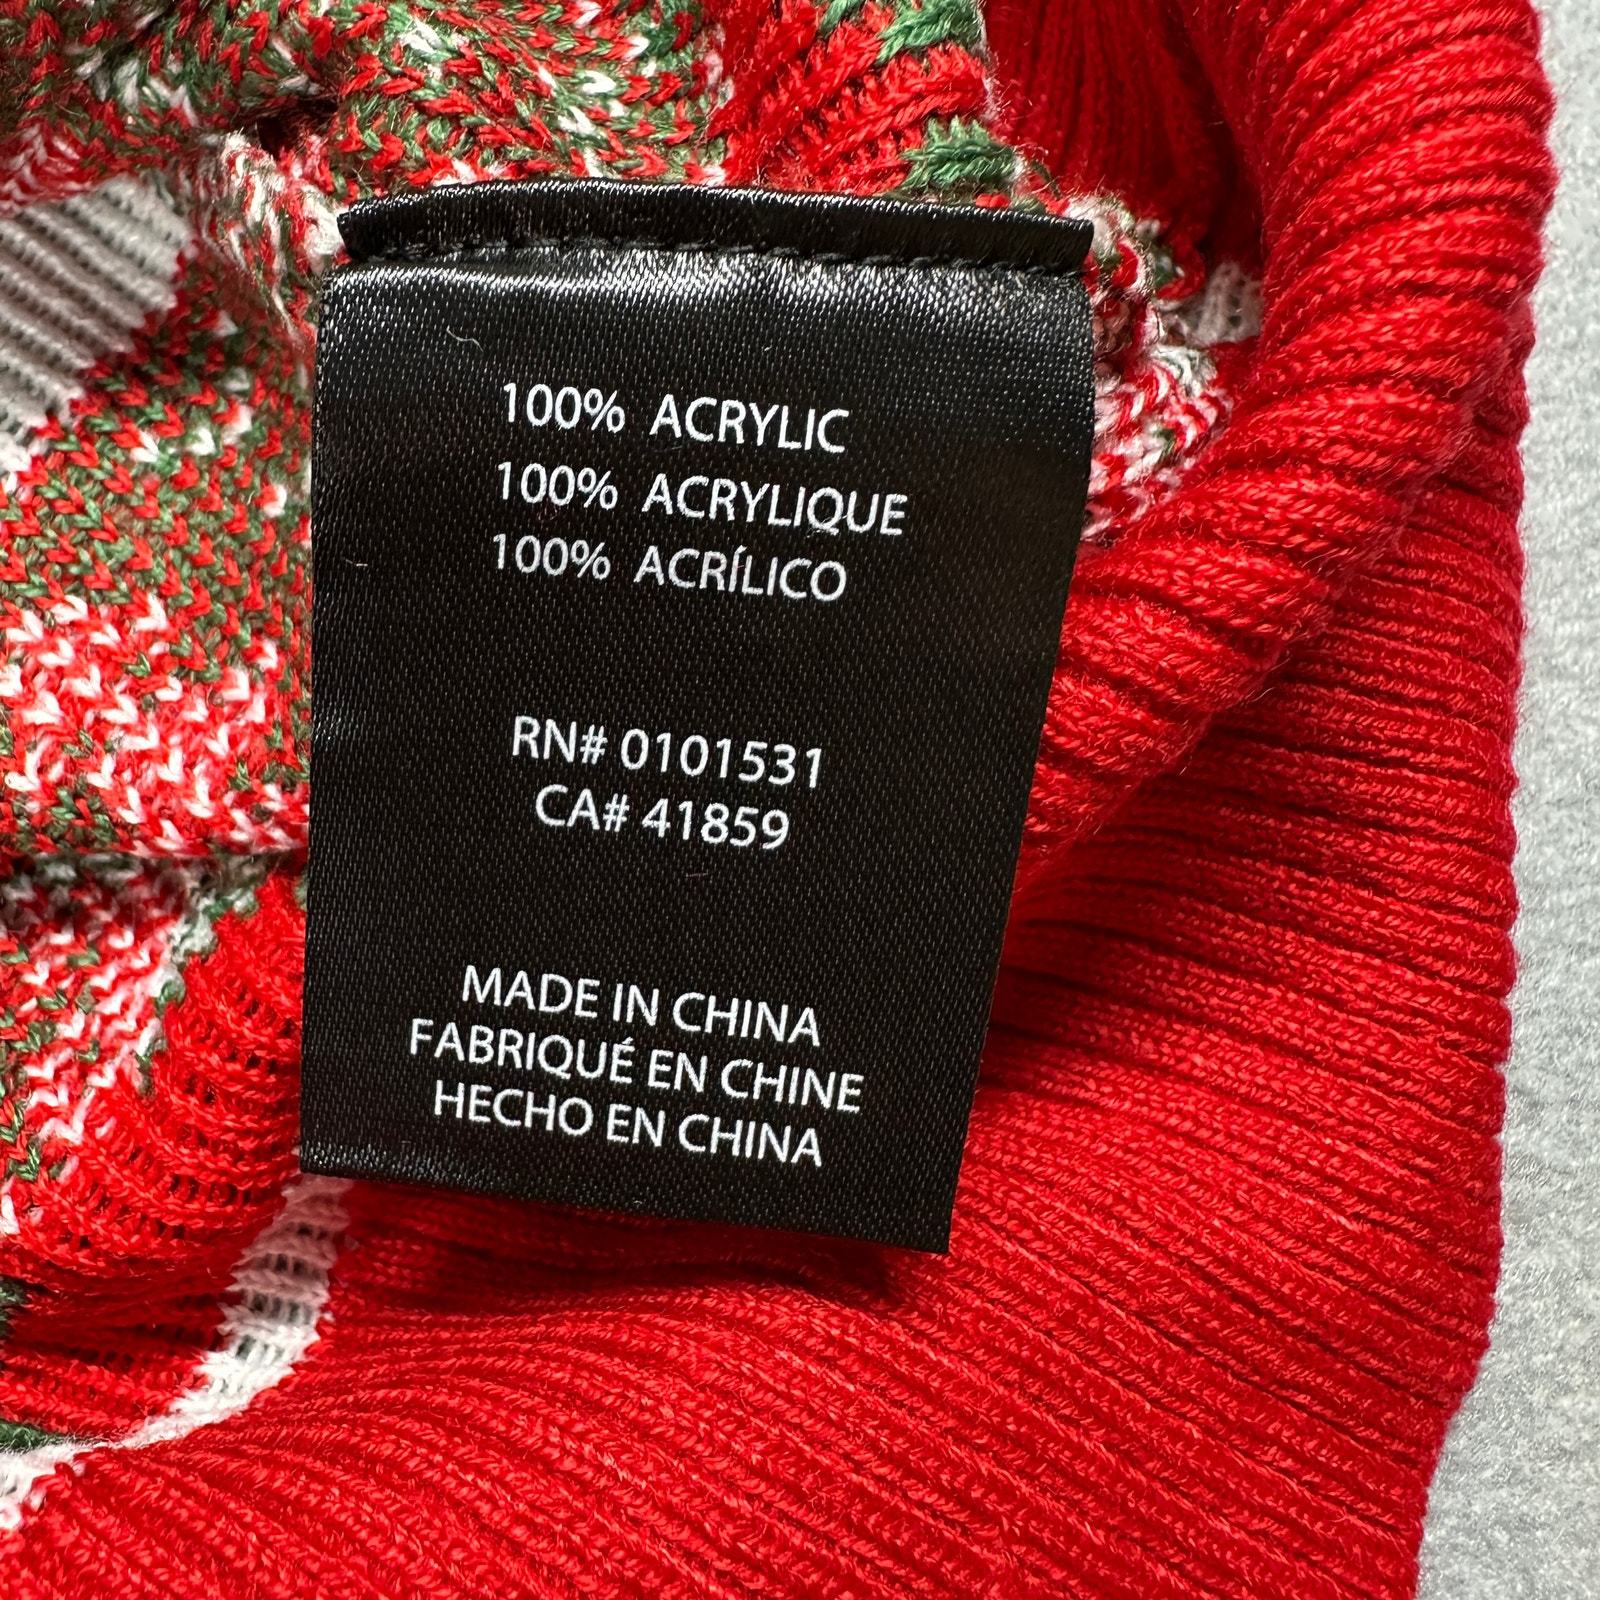 100% ACRYLIC
100% ACRYLIQUE
100% ACRÍLICO
RN# 0101531
CA# 41859
MADE IN CHINA
FABRIQUÉ EN CHINE
HECHO EN CHINA